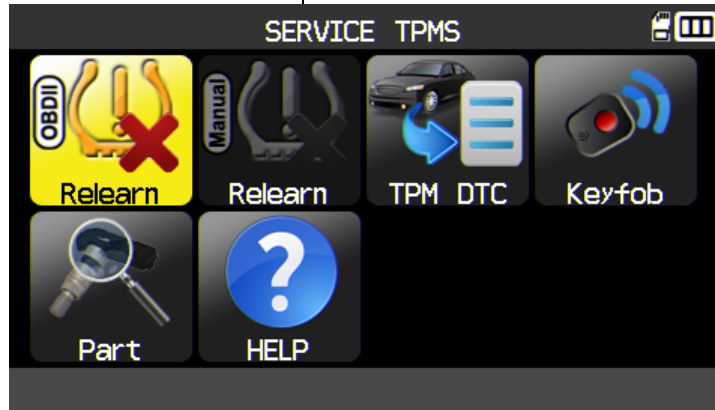 SERVICE TPMS
OBDII
Relearn
Manual
Relearn
TPM DTC
Keyfob
Part
?
HELP